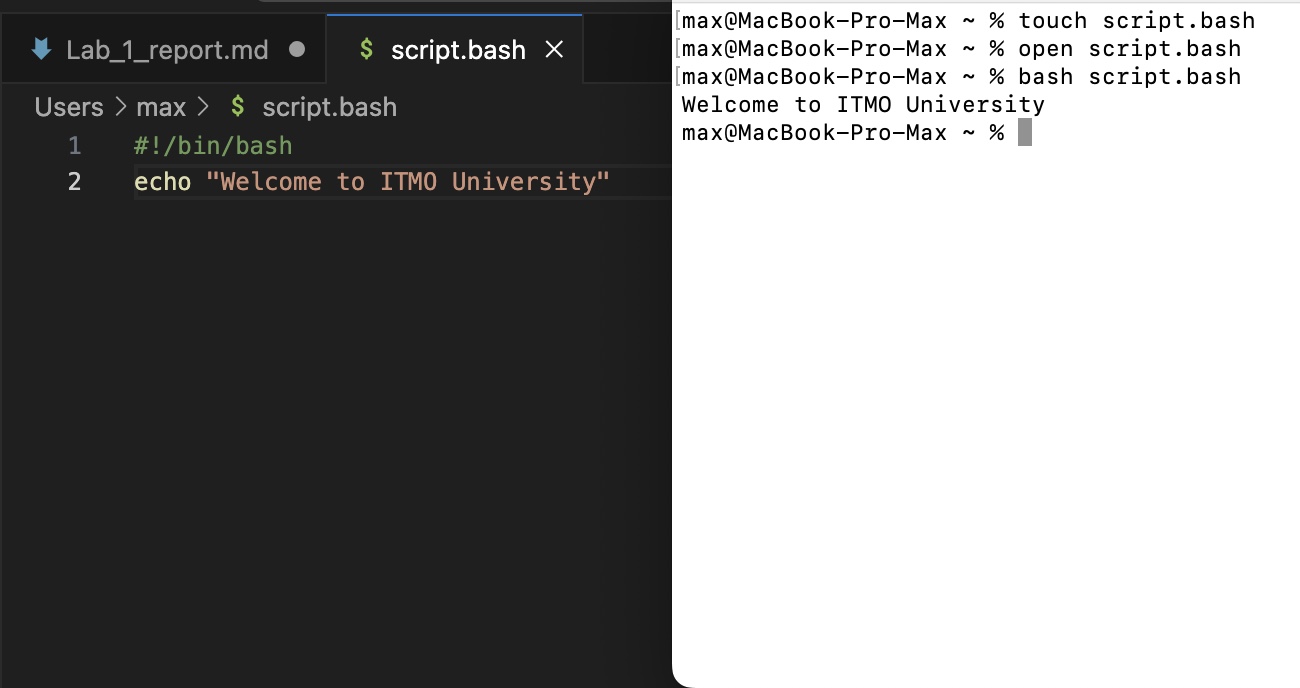 Lab_1_report.md
$ script.bash
Users > max > $ script.bash
1 #!/bin/bash
2 echo "Welcome to ITMO University"
[max@MacBook-Pro-Max ~ % touch script.bash
[max@MacBook-Pro-Max ~ % open script.bash
[max@MacBook-Pro-Max ~ % bash script.bash
Welcome to ITMO University
max@MacBook-Pro-Max ~ %